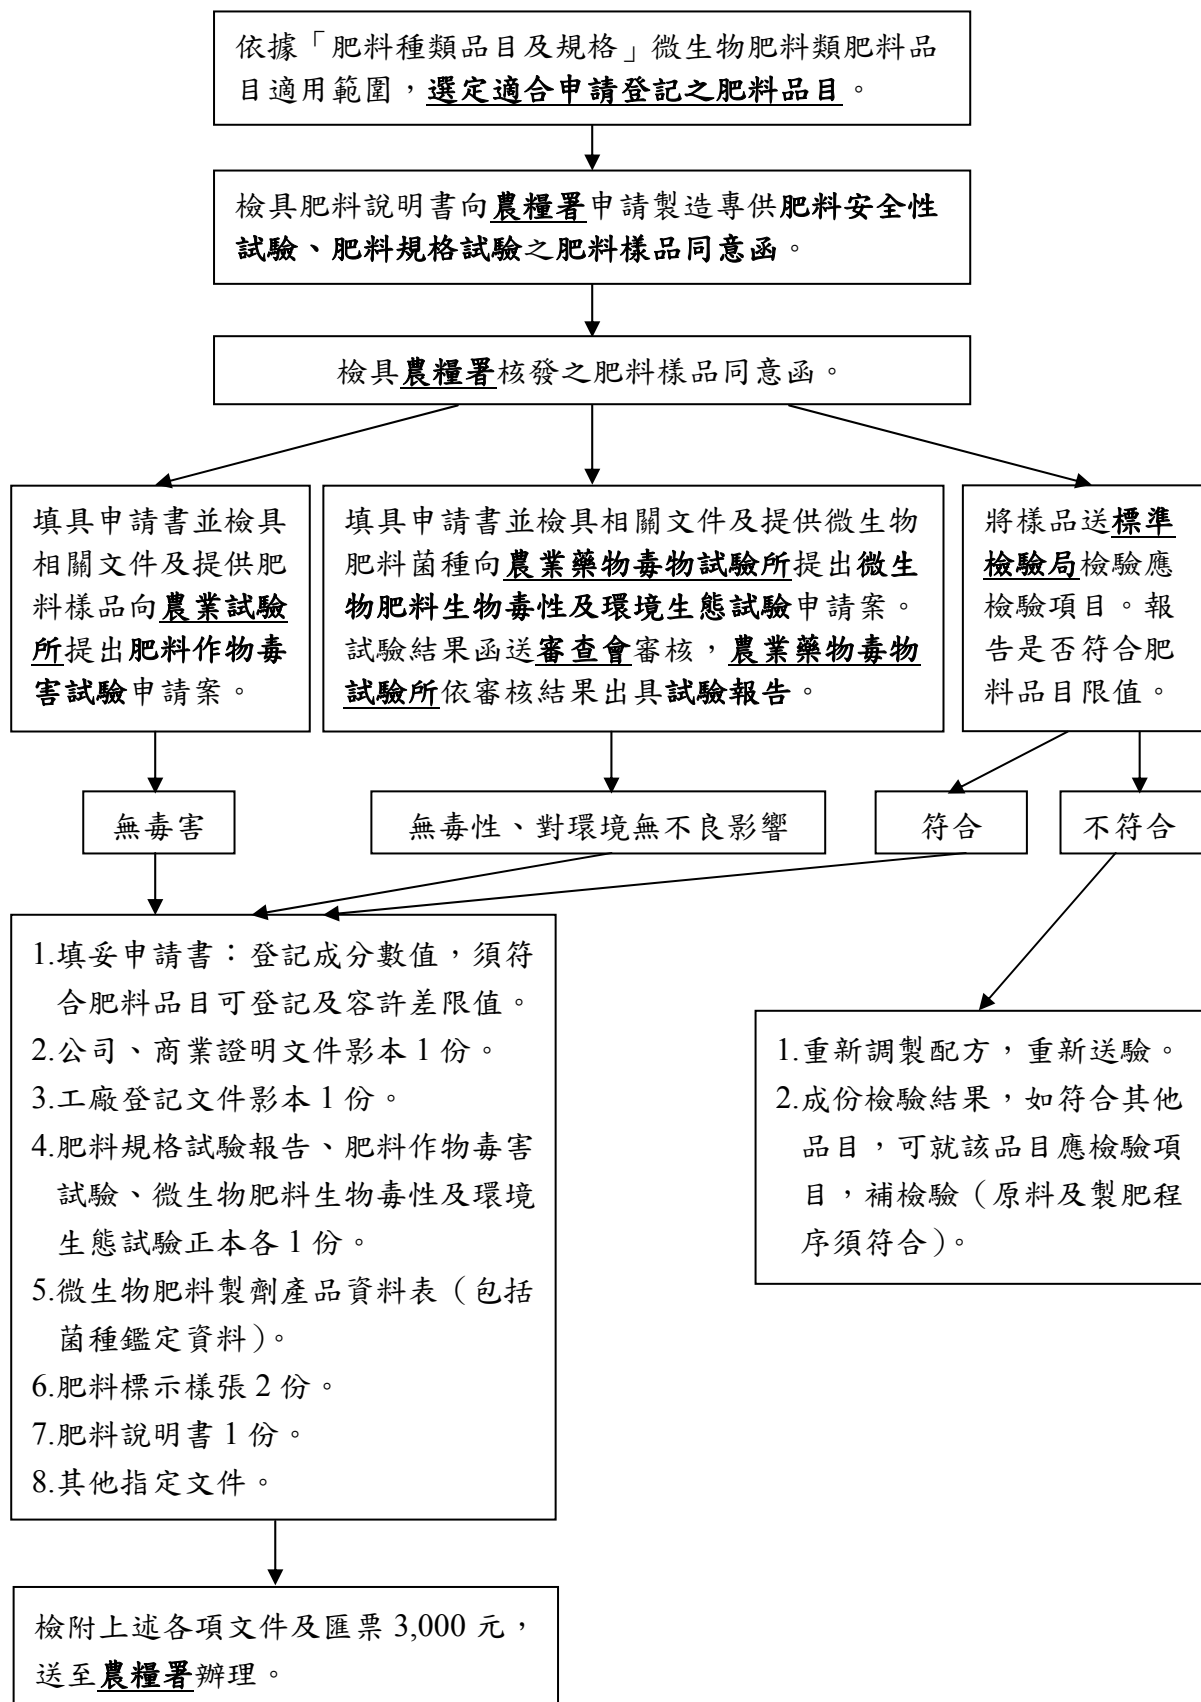 依據「肥料種類品目及規格」微生物肥料類肥料品
目適用範圍，選定適合申請登記之肥料品目。
檢具肥料說明書向農糧署申請製造專供肥料安全性
試驗、肥料規格試驗之肥料樣品同意函。
檢具農糧署核發之肥料樣品同意函。
填具申請書並檢具
相關文件及提供肥
料樣品向農業試驗
所提出肥料作物毒
害試驗申請案。
填具申請書並檢具相關文件及提供微生物
肥料菌種向農業藥物毒物試驗所提出微生
物肥料生物毒性及環境生態試驗申請案。
試驗結果函送審查會審核，農業藥物毒物
試驗所依審核結果出具試驗報告。
將樣品送標準
檢驗局檢驗應
檢驗項目。報
告是否符合肥
料品目限值。
無毒害
無毒性、對環境無不良影響
符合
不符合
1.填妥申請書：登記成分數值，須符
合肥料品目可登記及容許差限值。
2.公司、商業證明文件影本 1 份。
3.工廠登記文件影本 1 份。
4.肥料規格試驗報告、肥料作物毒害
試驗、微生物肥料生物毒性及環境
生態試驗正本各 1 份。
5.微生物肥料製劑產品資料表（包括
菌種鑑定資料）。
6.肥料標示樣張 2 份。
7.肥料說明書 1 份。
8.其他指定文件。
1.重新調製配方，重新送驗。
2.成份檢驗結果，如符合其他
品目，可就該品目應檢驗項
目，補檢驗（原料及製肥程
序須符合）。
檢附上述各項文件及匯票 3,000 元，
送至農糧署辦理。